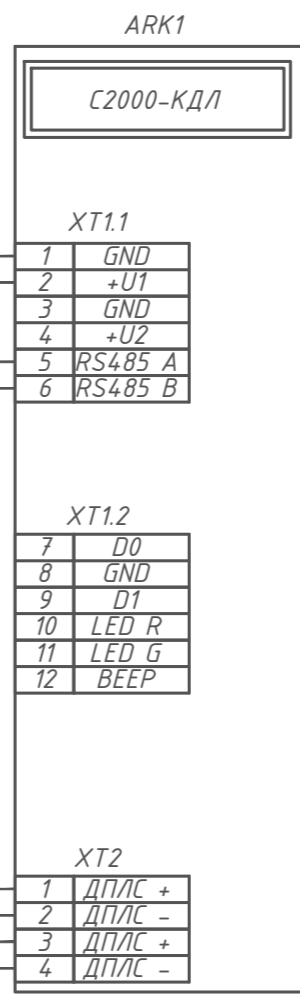 ARK1
С2000-КДЛ
XT1.1
1 GND
2 +U1
3 GND
4 +U2
5 RS485 A
6 RS485 B
XT1.2
7 D0
8 GND
9 D1
10 LED R
11 LED G
12 BEEP
XT2
1 ДПЛС +
2 ДПЛС -
3 ДПЛС +
4 ДПЛС -